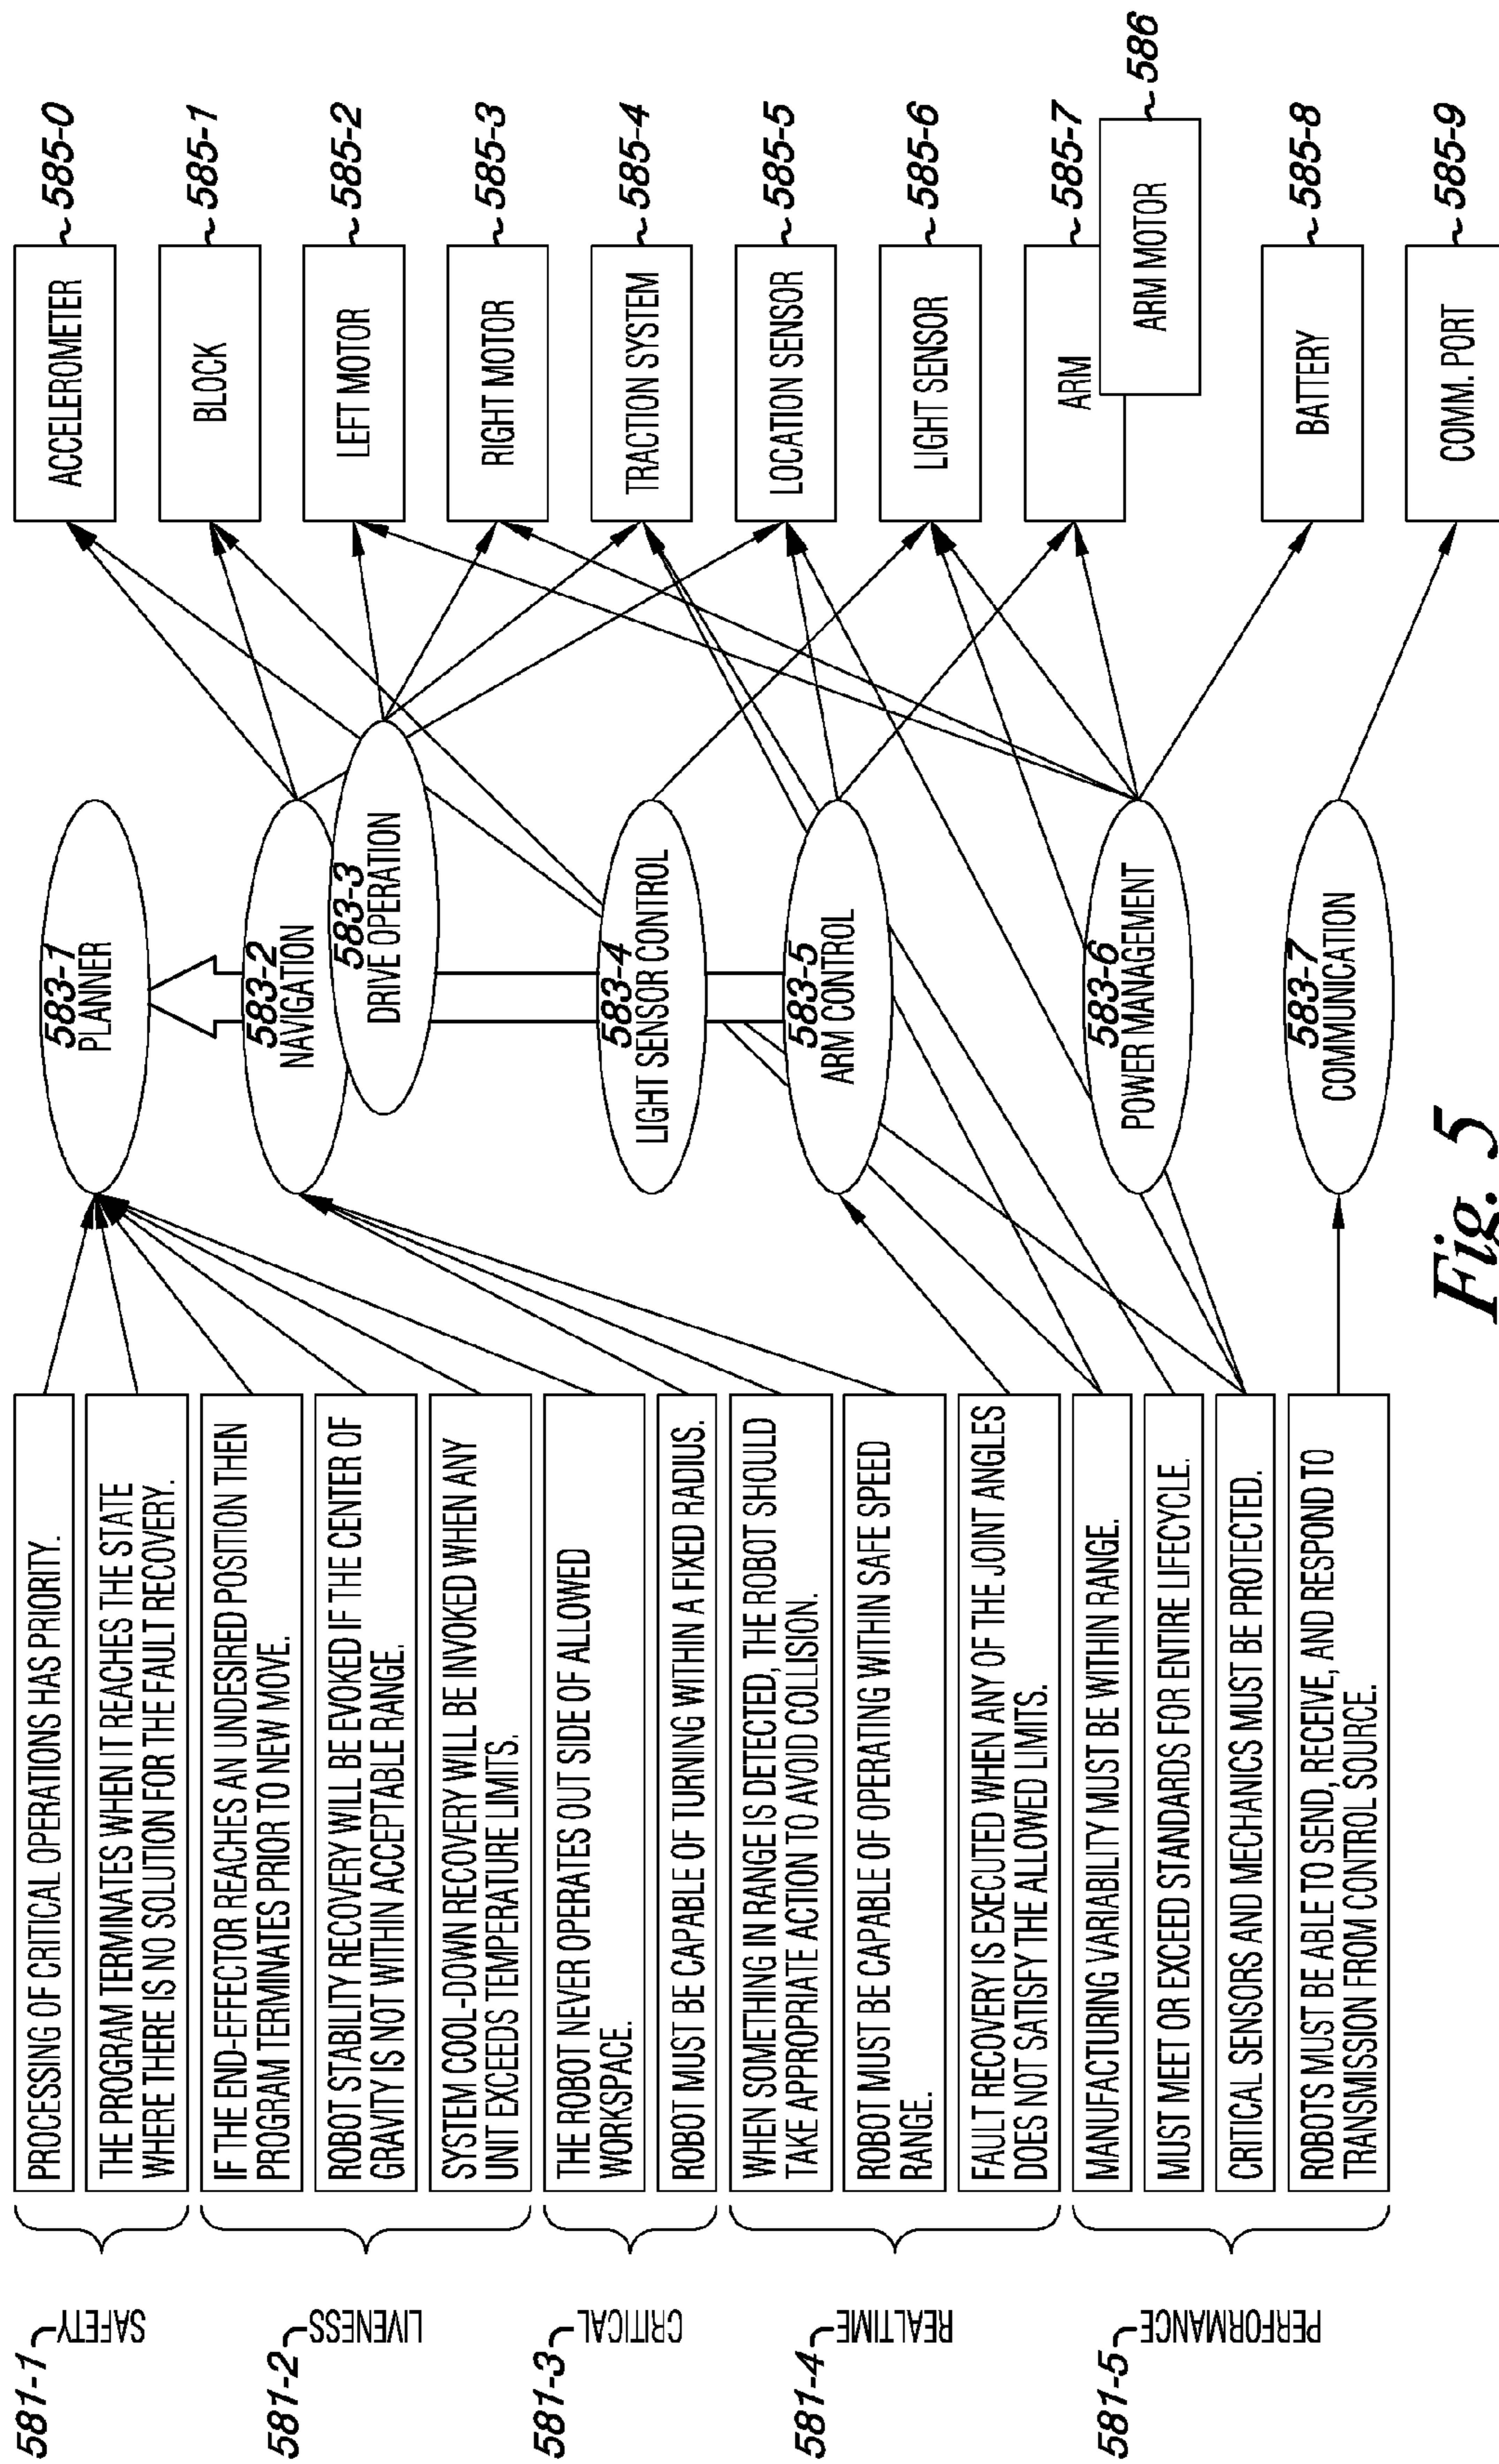 581-1
SAFETY
PROCESSING OF CRITICAL OPERATIONS HAS PRIORITY.
THE PROGRAM TERMINATES WHEN IT REACHES THE STATE
WHERE THERE IS NO SOLUTION FOR THE FAULT RECOVERY.
581-2
LIVENESS
IF THE END-EFFECTOR REACHES AN UNDESIRED POSITION THEN
PROGRAM TERMINATES PRIOR TO NEW MOVE.
ROBOT STABILITY RECOVERY WILL BE EVOKED IF THE CENTER OF
GRAVITY IS NOT WITHIN ACCEPTABLE RANGE.
SYSTEM COOL-DOWN RECOVERY WILL BE INVOKED WHEN ANY
UNIT EXCEEDS TEMPERATURE LIMITS.
581-3
CRITICAL
THE ROBOT NEVER OPERATES OUT SIDE OF ALLOWED
WORKSPACE.
ROBOT MUST BE CAPABLE OF TURNING WITHIN A FIXED RADIUS.
581-4
REALTIME
WHEN SOMETHING IN RANGE IS DETECTED, THE ROBOT SHOULD
TAKE APPROPRIATE ACTION TO AVOID COLLISION.
ROBOT MUST BE CAPABLE OF OPERATING WITHIN SAFE SPEED
RANGE.
FAULT RECOVERY IS EXECUTED WHEN ANY OF THE JOINT ANGLES
DOES NOT SATISFY THE ALLOWED LIMITS.
581-5
PERFORMANCE
MANUFACTURING VARIABILITY MUST BE WITHIN RANGE.
MUST MEET OR EXCEED STANDARDS FOR ENTIRE LIFECYCLE.
CRITICAL SENSORS AND MECHANICS MUST BE PROTECTED.
ROBOTS MUST BE ABLE TO SEND, RECEIVE, AND RESPOND TO
TRANSMISSION FROM CONTROL SOURCE.
583-1
PLANNER
583-2
NAVIGATION
583-3
DRIVE OPERATION
583-4
LIGHT SENSOR CONTROL
583-5
ARM CONTROL
583-6
POWER MANAGEMENT
583-7
COMMUNICATION
ACCELEROMETER
585-0
BLOCK
585-1
LEFT MOTOR
585-2
RIGHT MOTOR
585-3
TRACTION SYSTEM
585-4
LOCATION SENSOR
585-5
LIGHT SENSOR
585-6
ARM
585-7
ARM MOTOR
586
BATTERY
585-8
COMM. PORT
585-9
Fig. 5